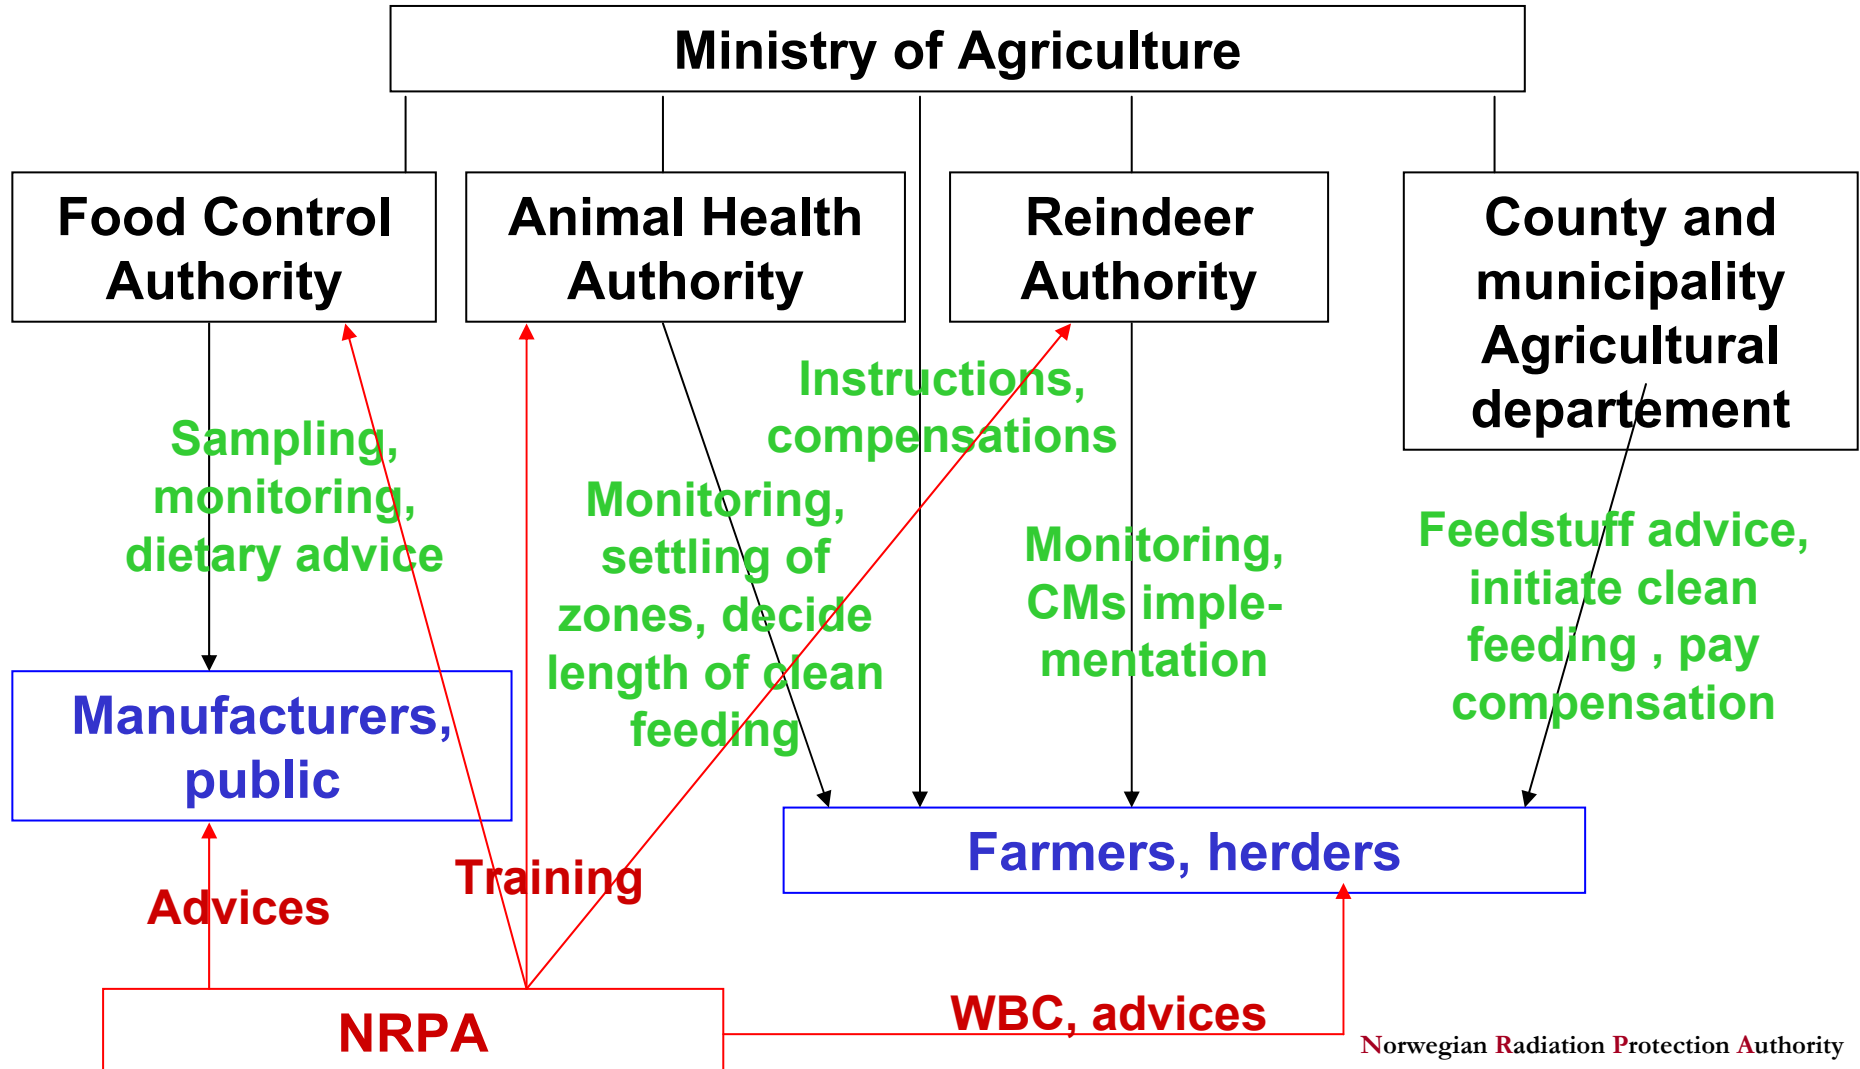 Ministry of Agriculture
Food Control
Authority
Animal Health
Authority
Reindeer
Authority
County and
municipality
Agricultural
departement
Sampling,
monitoring,
dietary advice
Monitoring,
settling of
zones, decide
length of clean
feeding
Instructions,
compensations
Monitoring,
CMs imple-
mentation
Feedstuff advice,
initiate clean
feeding , pay
compensation
Manufacturers,
public
Farmers, herders
Advices
Training
WBC, advices
NRPA
Norwegian Radiation Protection Authority